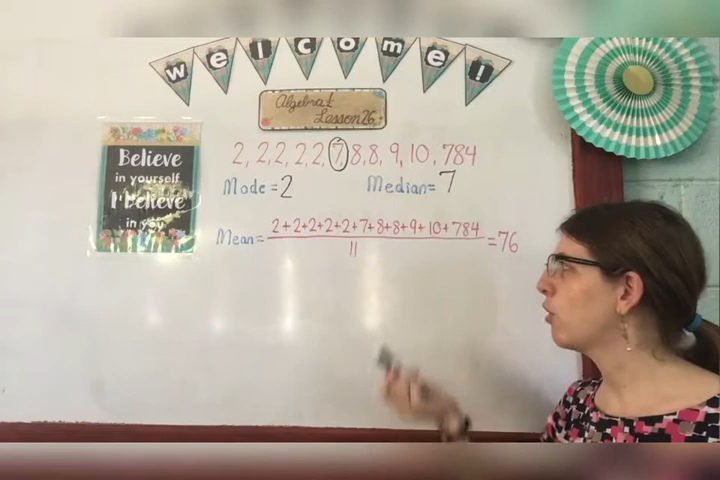 welcome!
Algebra 1
Lesson 26
Believe
in yourself
I believe
in you
2, 2, 2, 2, 2, 7, 8, 8, 9, 10, 784
Mode = 2 Median = 7
Mean = 2+2+2+2+2+7+8+8+9+10+784
11
= 76